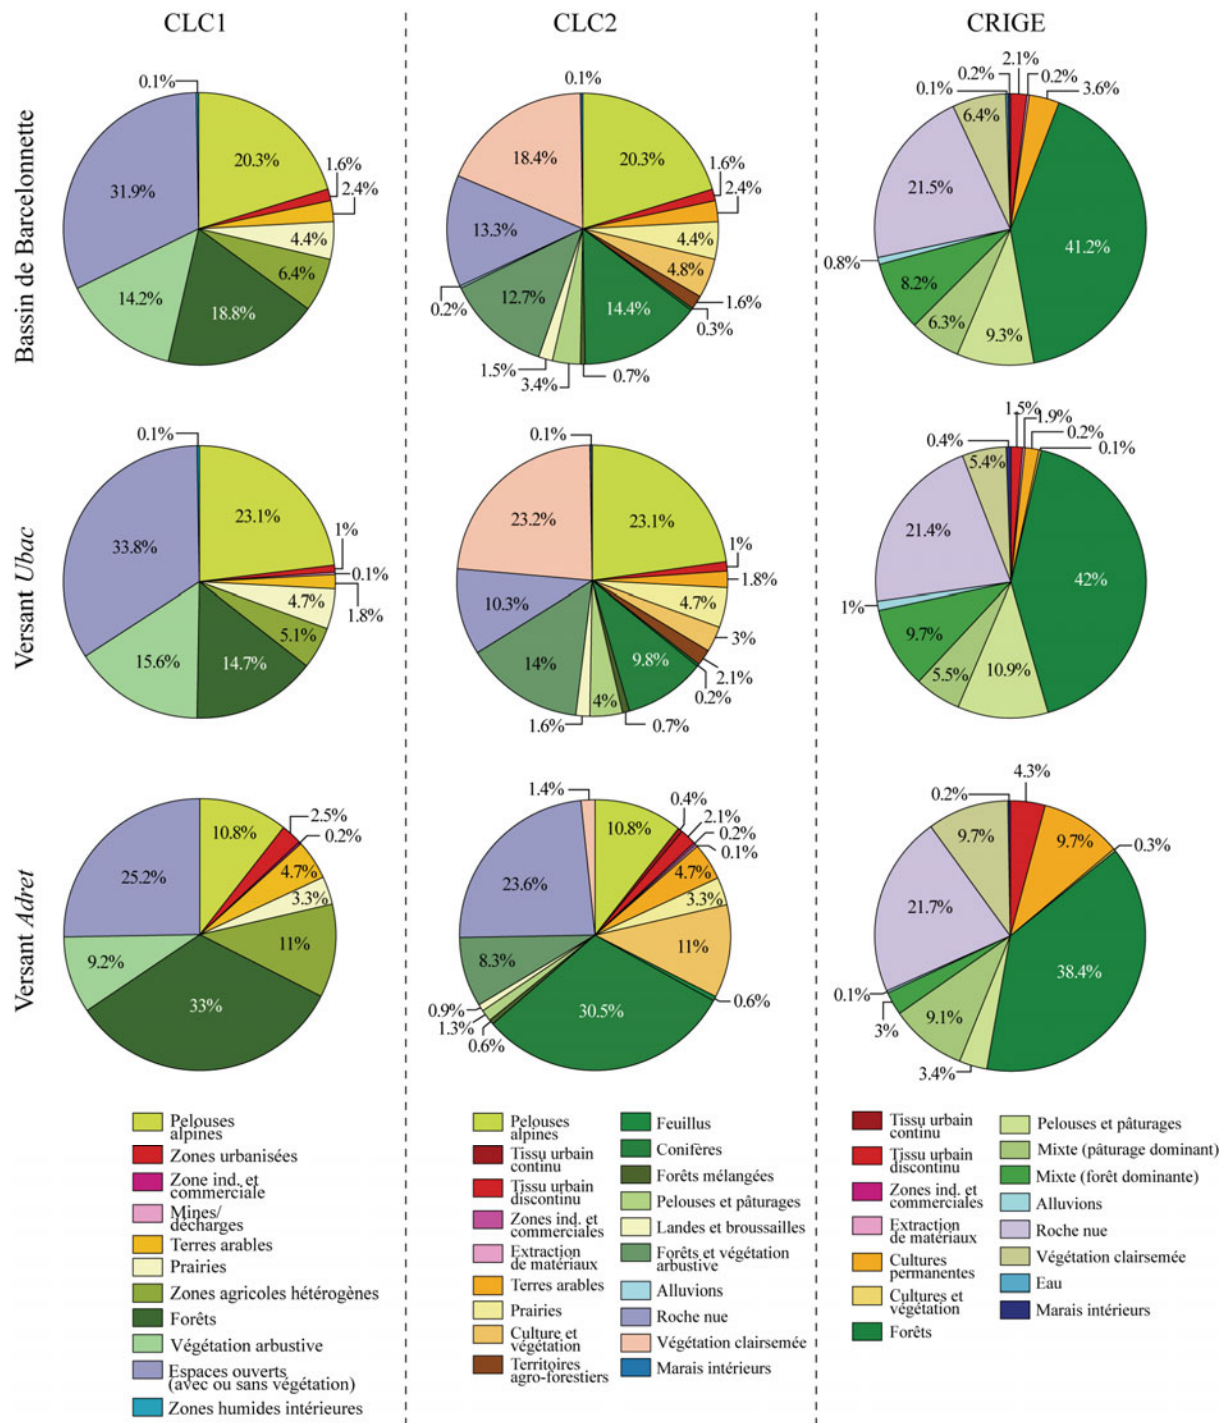 CLC1
CLC2
CRIGE
Bassin de Barcelonnette
0.1%
20.3%
1.6%
2.4%
4.4%
6.4%
18.8%
14.2%
31.9%
0.1%
20.3%
1.6%
2.4%
4.4%
4.8%
1.6%
0.3%
14.4%
0.7%
3.4%
1.5%
12.7%
0.2%
13.3%
18.4%
0.1%
0.2%
2.1%
0.2%
3.6%
41.2%
9.3%
6.3%
8.2%
0.8%
21.5%
6.4%
Versant Ubac
0.1%
23.1%
1%
0.1%
1.8%
4.7%
5.1%
14.7%
15.6%
33.8%
0.1%
23.1%
1%
1.8%
4.7%
3%
2.1%
0.2%
9.8%
0.7%
4%
1.6%
14%
10.3%
23.2%
0.4%
1.5%
1.9%
0.2%
0.1%
42%
10.9%
5.5%
9.7%
1%
21.4%
5.4%
Versant Adret
10.8%
2.5%
0.2%
4.7%
3.3%
11%
33%
9.2%
25.2%
1.4%
10.8%
0.4%
2.1%
0.2%
0.1%
4.7%
3.3%
11%
0.6%
30.5%
0.6%
1.3%
0.9%
8.3%
23.6%
0.2%
4.3%
9.7%
0.3%
38.4%
3.4%
9.1%
3%
0.1%
21.7%
9.7%
Pelouses
alpines
Zones urbanisées
Zone ind. et
commerciale
Mines/
décharges
Terres arables
Prairies
Zones agricoles hétérogènes
Forêts
Végétation arbustive
Espaces ouverts
(avec ou sans végétation)
Zones humides intérieures
Pelouses
alpines
Tissu urbain
continu
Tissu urbain
discontinu
Zones ind. et
commerciales
Extraction
de matériaux
Terres arables
Prairies
Culture et
végétation
Territoires
agro-forestiers
Feuillus
Conifères
Forêts mélangées
Pelouses et pâturages
Landes et broussailles
Forêts et végétation
arbustive
Alluvions
Roche nue
Végétation clairsemée
Marais intérieurs
Tissu urbain
continu
Tissu urbain
discontinu
Zones ind. et
commerciales
Extraction
de matériaux
Cultures
permanentes
Cultures et
végétation
Forêts
Pelouses et pâturages
Mixte (pâturage dominant)
Mixte (forêt dominante)
Alluvions
Roche nue
Végétation clairsemée
Eau
Marais intérieurs